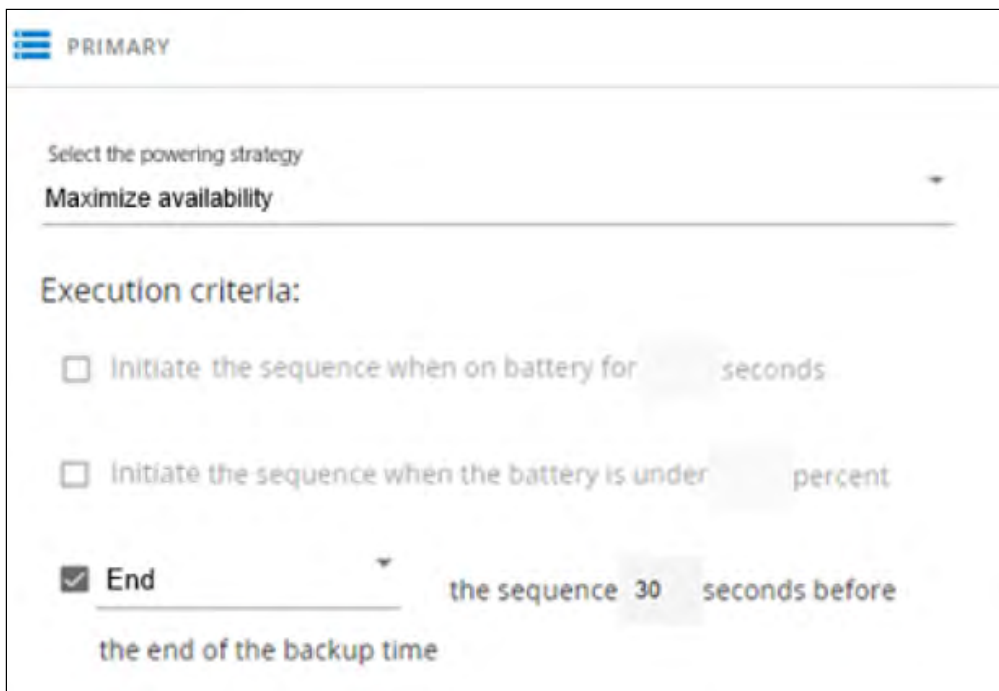 PRIMARY
Select the powering strategy
Maximize availability
Execution criteria:
Initiate the sequence when on battery for seconds
Initiate the sequence when the battery is under percent
End the sequence 30 seconds before
the end of the backup time